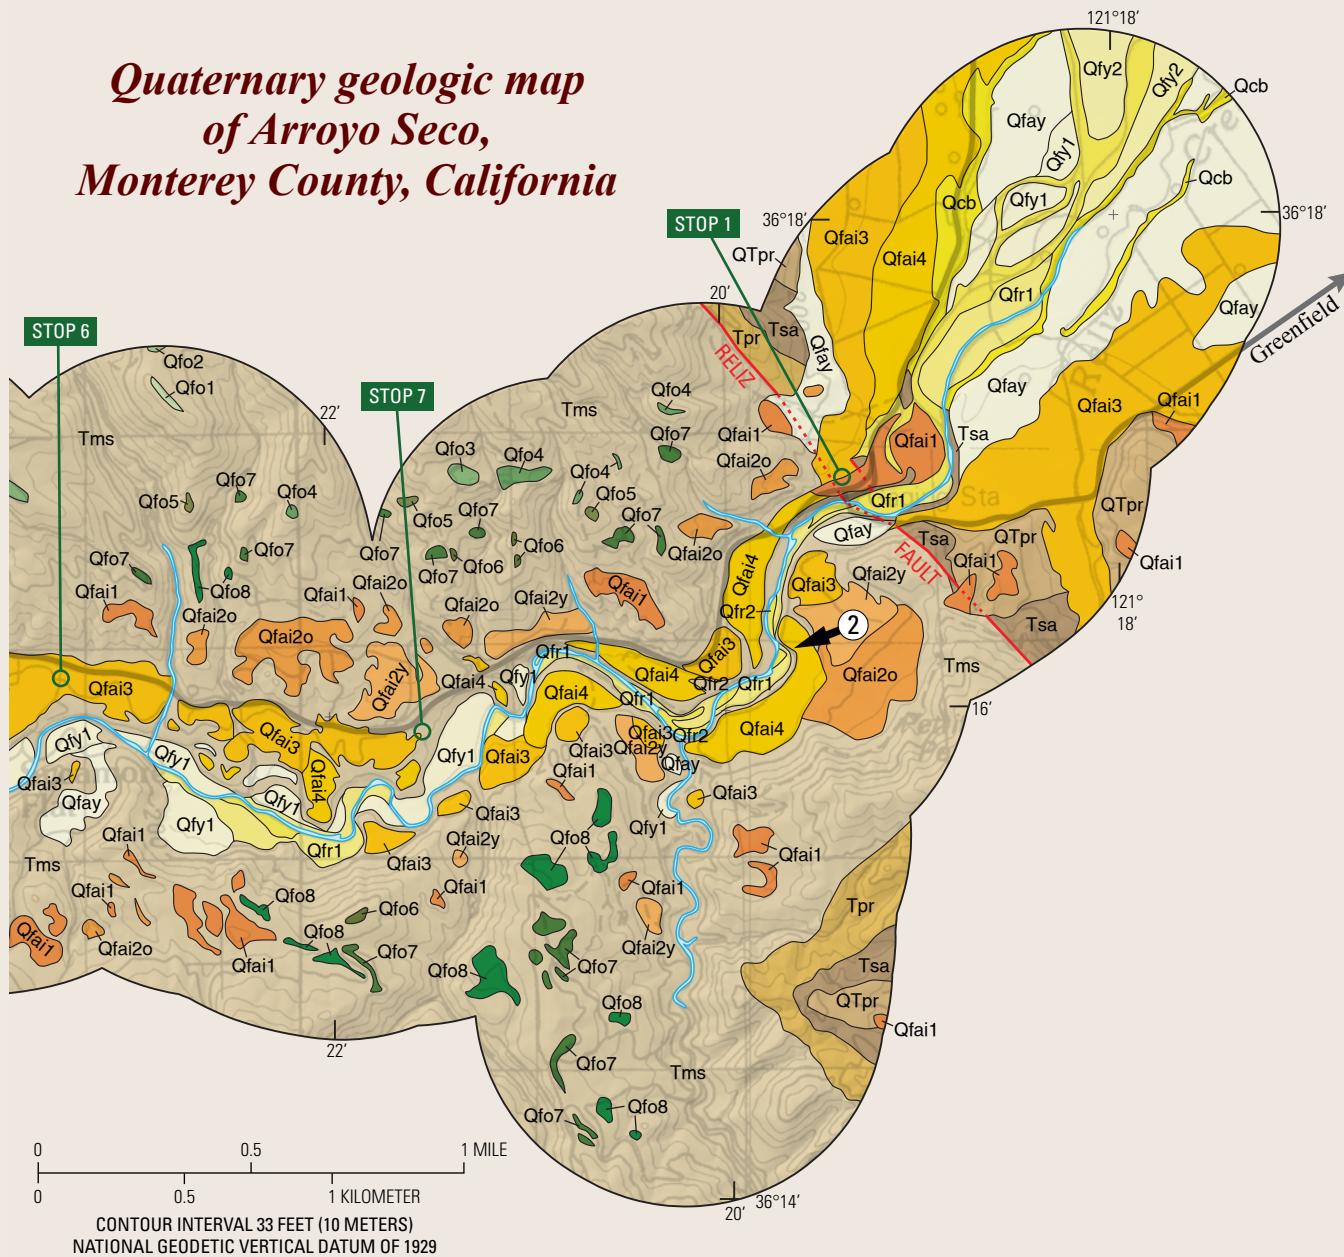 Quaternary geologic map
of Arroyo Seco,
Monterey County, California
121°18′
Qfy2
Qfy2
Qcb
Qfay
Qfy1
Qcb
Qfy1
Qcb
STOP 1
36°18′
36°18′
Qfai3
QTpr
Qfai4
20′
Qfr1
Qfay
Greenfield
STOP 6
Tpr
Tsa
Qfay
RELIZ
Qfo2
Qfo1
STOP 7
Qfo4
Qfay
Qfai3
Qfai1
22′
Tms
Tms
Qfo7
Qfai1
Qfai1
Tsa
Qfo3
Qfo4
Qfo4
Qfai2o
Qfo7
Qfo4
Qfo5
Qfo5
Qfo7
Qfo5
Qfo7
Qfr1
Sta
QTpr
Qfay
Tsa
QTpr
Qfo7
Qfo7
Qfo7
Qfo6
Qfai2o
Qfo7
Qfo6
FAULT
Qfai1
Qfai1
Qfai1
Qfo8
Qfai1
Qfai2o
Qfai2y
Qfai1
Qfai4
Qfai3
Qfai2y
121°
18′
Qfai2o
Qfai2o
Qfr2
2
Tsa
Qfai2o
Qfr1
Qfai3
Tms
Qfai3
Qfai2y
Qfai4
Qfy1
Qfai4
Qfr2
Qfr1
Qfai2o
Qfai4
Qfr1
16′
Qfy1
Qfai3
Qfai3
Qfr2
Qfai4
Qfy1
Qfy1
Qfai3
Qfai3
Qfai2y
Qfay
Qfai3
Qfai4
Qfai1
Qfai3
Qfay
Qfy1
Qfai3
Qfy1
Qfy1
Qfai1
Qfai2y
Qfo8
Qfai1
Tms
Qfr1
Qfai3
Qfai1
Qfai1
Qfai1
Qfo8
Qfo6
Tpr
Qfai1
Qfai2o
Qfo8
Qfai1
Qfo7
Qfai2y
Qfo8
Qfo7
Tsa
QTpr
Qfo8
Qfai1
22′
Qfo7
Tms
Qfo7
Qfo8
0 0.5 1 MILE
0 0.5 1 KILOMETER
20′
36°14′
CONTOUR INTERVAL 33 FEET (10 METERS)
NATIONAL GEODETIC VERTICAL DATUM OF 1929